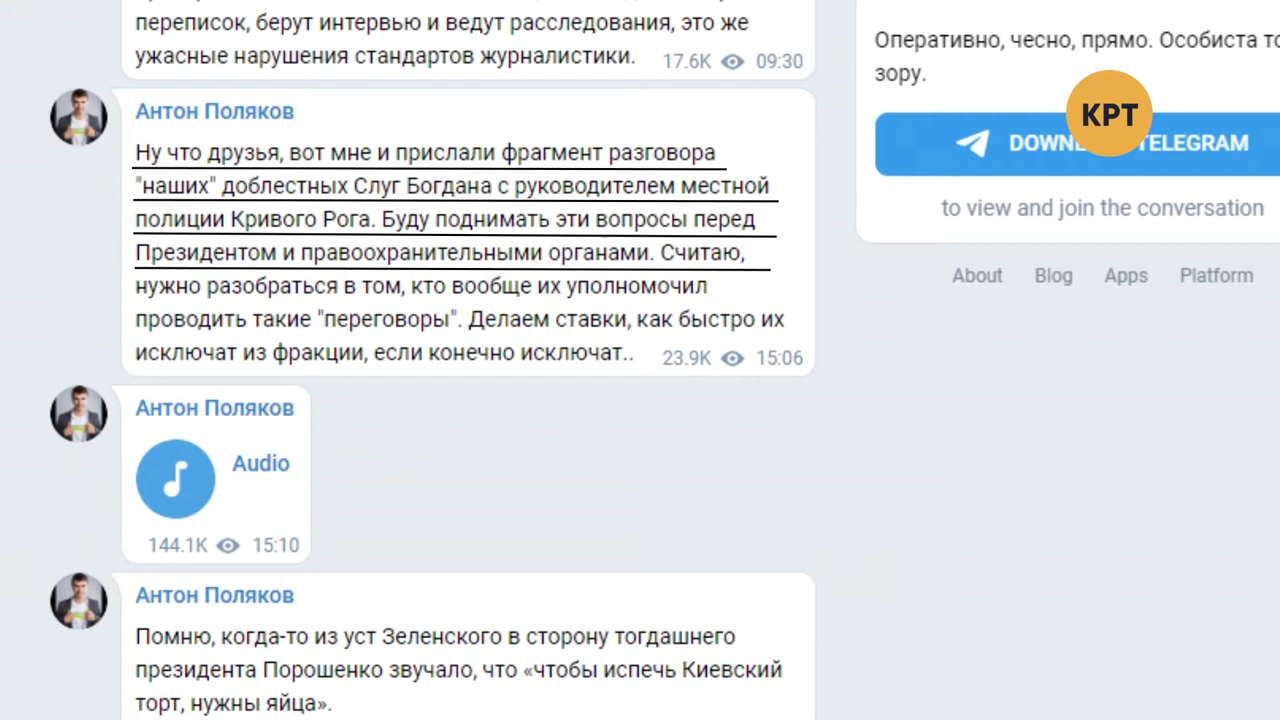 переписок, берут интервью и ведут расследования, это же
ужасные нарушения стандартов журналистики.
17.6K 09:30
Антон Поляков
Ну что друзья, вот мне и прислали фрагмент разговора
"наших" доблестных Слуг Богдана с руководителем местной
полиции Кривого Рога. Буду поднимать эти вопросы перед
Президентом и правоохранительными органами. Считаю,
нужно разобраться в том, кто вообще их уполномочил
проводить такие "переговоры". Делаем ставки, как быстро их
исключат из фракции, если конечно исключат..
23.9K 15:06
Антон Поляков
Audio
144.1K 15:10
Антон Поляков
Помню, когда-то из уст Зеленского в сторону тогдашнего
президента Порошенко звучало, что «чтобы испечь Киевский
торт, нужны яйца».
Оперативно, чесно, прямо. Особиста
зору.
КРТ
TELEGRAM
to view and join the conversation
About Blog Apps Platform